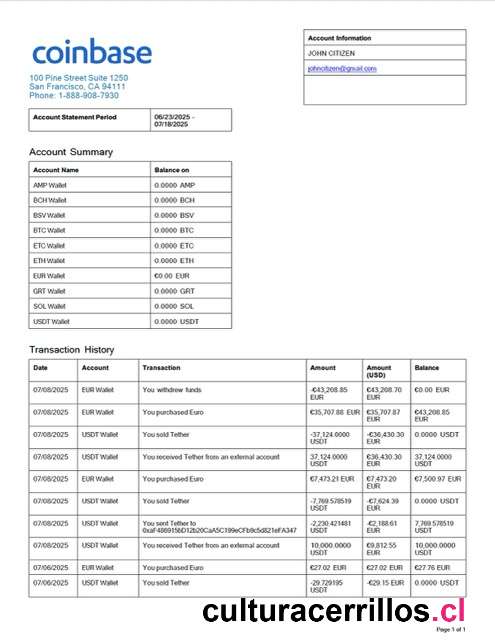 coinbase
100 Pine Street Suite 1250
San Francisco, CA 94111
Phone: 1-888-908-7930
Account Information
JOHN CITIZEN
johncitizen@gmail.com
Account Statement Period 06/23/2025 -
07/18/2025
Account Summary
Account Name Balance on
AMP Wallet 0.0000 AMP
BCH Wallet 0.0000 BCH
BSV Wallet 0.0000 BSV
BTC Wallet 0.0000 BTC
ETC Wallet 0.0000 ETC
ETH Wallet 0.0000 ETH
EUR Wallet €0.00 EUR
GRT Wallet 0.0000 GRT
SOL Wallet 0.0000 SOL
USDT Wallet 0.0000 USDT
Transaction History
Date Account Transaction Amount Amount Balance
(USD)
07/08/2025 EUR Wallet You withdrew funds -€43,208.85 €43,208.70 €0.00 EUR
EUR EUR
07/08/2025 EUR Wallet You purchased Euro €35,707.88 EUR €35,707.87 €43,208.85
EUR EUR
07/08/2025 USDT Wallet You sold Tether -37,124.0000 -€36,430.30 0.0000 USDT
USDT EUR
07/08/2025 USDT Wallet You received Tether from an external account 37,124.0000 €36,430.30 37,124.0000
USDT EUR USDT
07/08/2025 EUR Wallet You purchased Euro €7,473.21 EUR €7,473.20 €7,500.97 EUR
EUR
07/08/2025 USDT Wallet You sold Tether -7,769.578519 -€7,624.39 0.0000 USDT
USDT EUR
07/08/2025 USDT Wallet You sent Tether to -2,230.421481 -€2,188.61 7,769.578519
USDT EUR USDT
07/08/2025 USDT Wallet You received Tether from an external account 10,000.0000 €9,812.55 10,000.0000
USDT EUR USDT
07/08/2025 EUR Wallet You purchased Euro €27.02 EUR €27.02 EUR €27.76 EUR
07/06/2025 USDT Wallet You sold Tether -29.729195 -€29.15 EUR 0.0000 USDT
USDT
culturacerrillos.cl
Page 1 of 1